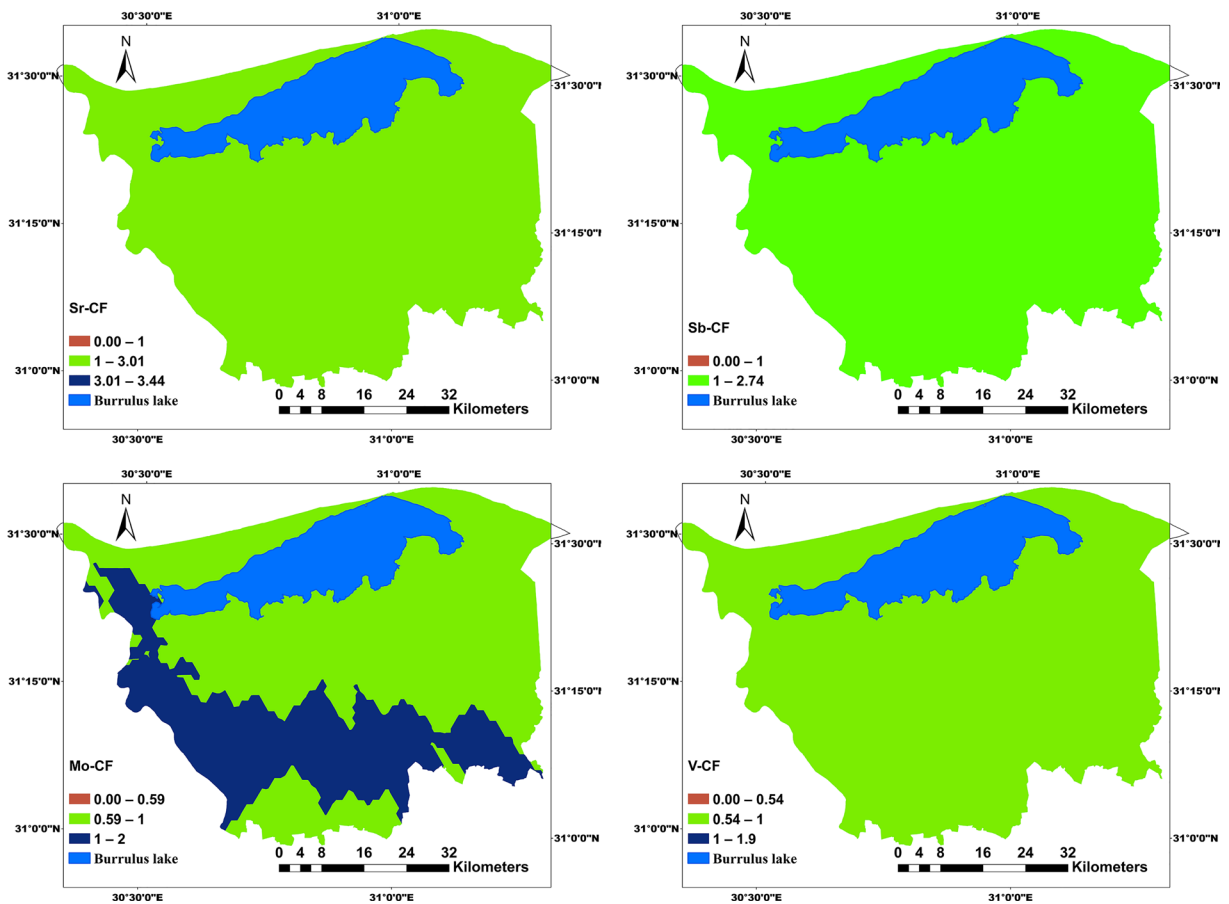 30°30'0"E 31°0'0"E
N
31°30'0"N 31°30'0"N
31°15'0"N 31°15'0"N
Sr-CF
0.00 – 1
1 – 3.01
3.01 – 3.44
Burrulus lake
31°0'0"N 31°0'0"N
0 4 8 16 24 32
Kilometers
30°30'0"E 31°0'0"E
30°30'0"E 31°0'0"E
N
31°30'0"N 31°30'0"N
31°15'0"N 31°15'0"N
Sb-CF
0.00 – 1
1 – 2.74
Burrulus lake
31°0'0"N 31°0'0"N
0 4 8 16 24 32
Kilometers
30°30'0"E 31°0'0"E
30°30'0"E 31°0'0"E
N
31°30'0"N 31°30'0"N
31°15'0"N 31°15'0"N
Mo-CF
0.00 – 0.59
0.59 – 1
1 – 2
Burrulus lake
31°0'0"N 31°0'0"N
0 4 8 16 24 32
Kilometers
30°30'0"E 31°0'0"E
30°30'0"E 31°0'0"E
N
31°30'0"N 31°30'0"N
31°15'0"N 31°15'0"N
V-CF
0.00 – 0.54
0.54 – 1
1 – 1.9
Burrulus lake
31°0'0"N 31°0'0"N
0 4 8 16 24 32
Kilometers
30°30'0"E 31°0'0"E